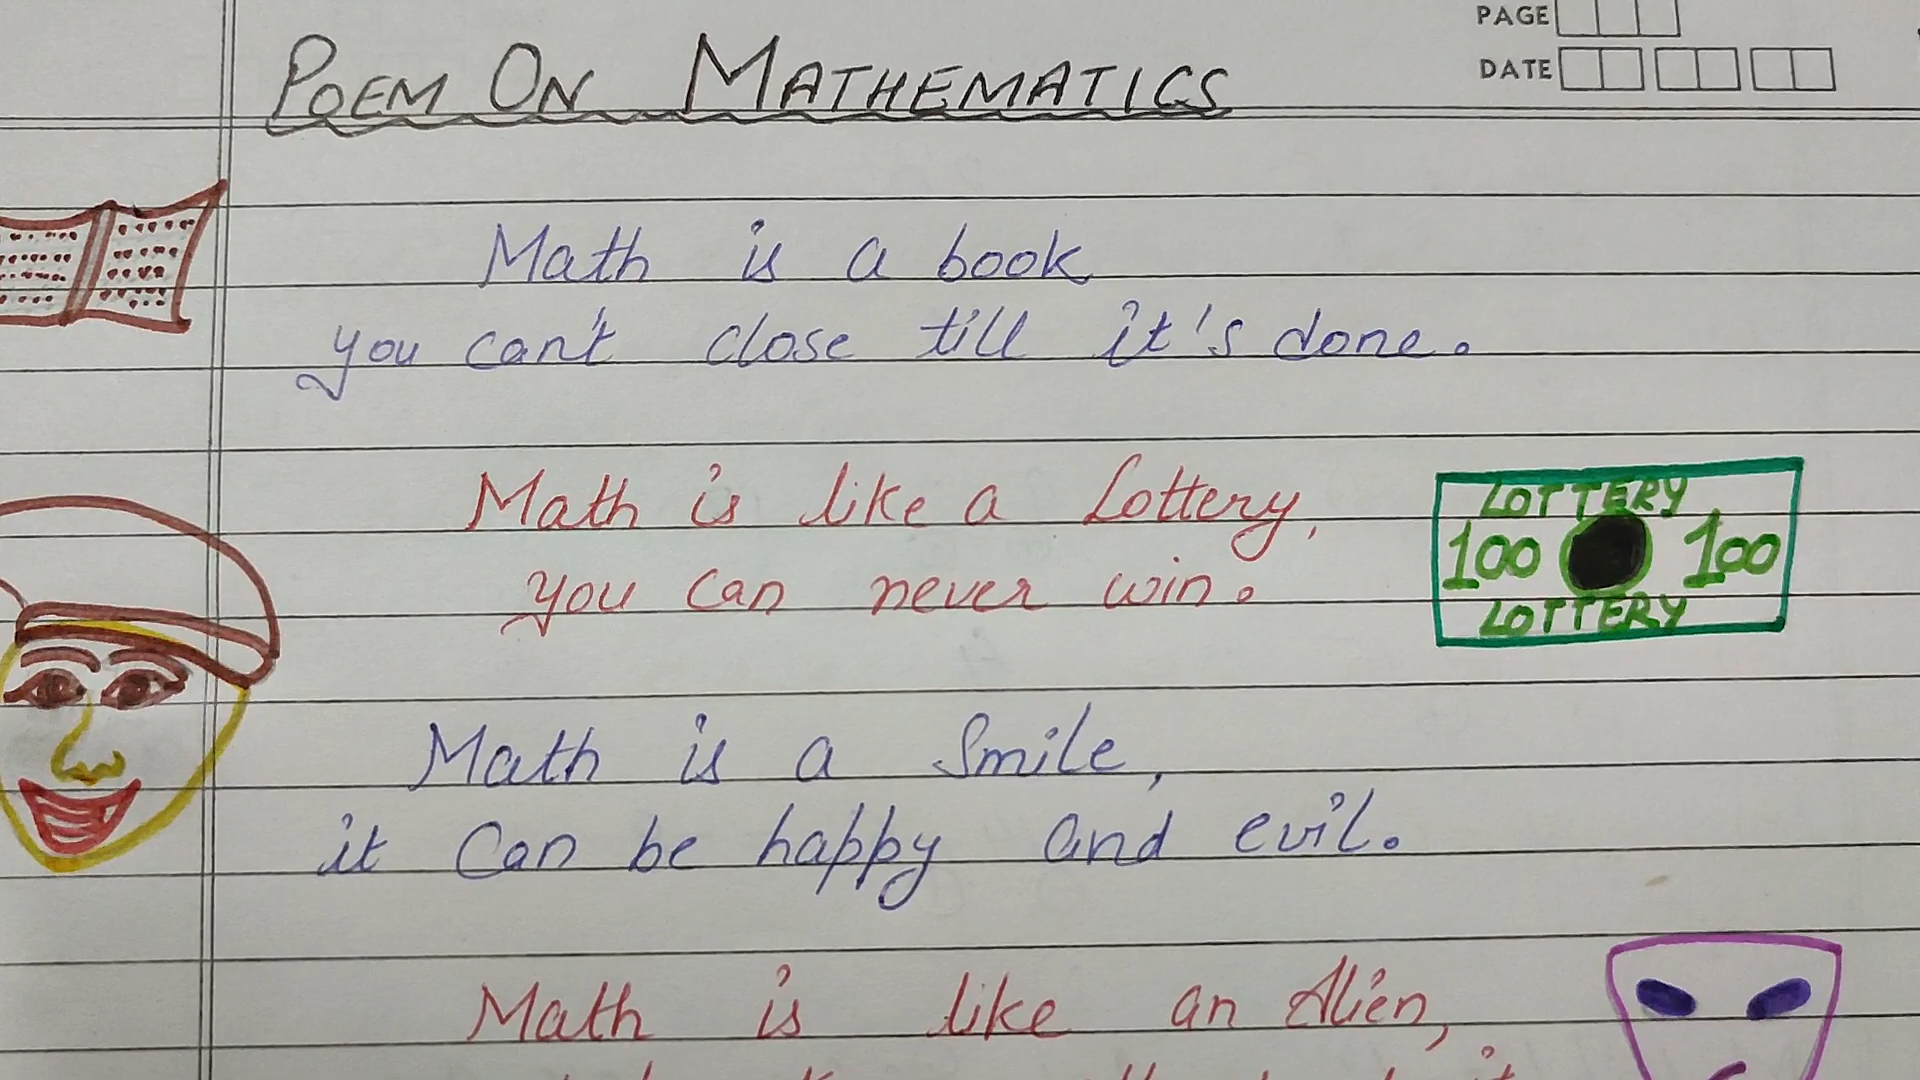 PAGE
DATE
POEM ON MATHEMATICS
Math is a book
you can't close till it's done.
Math is like a Lottery,
you can never win.
LOTTERY
100 100
LOTTERY
Math is a Smile,
it can be happy and evil.
Math is like an Alien,